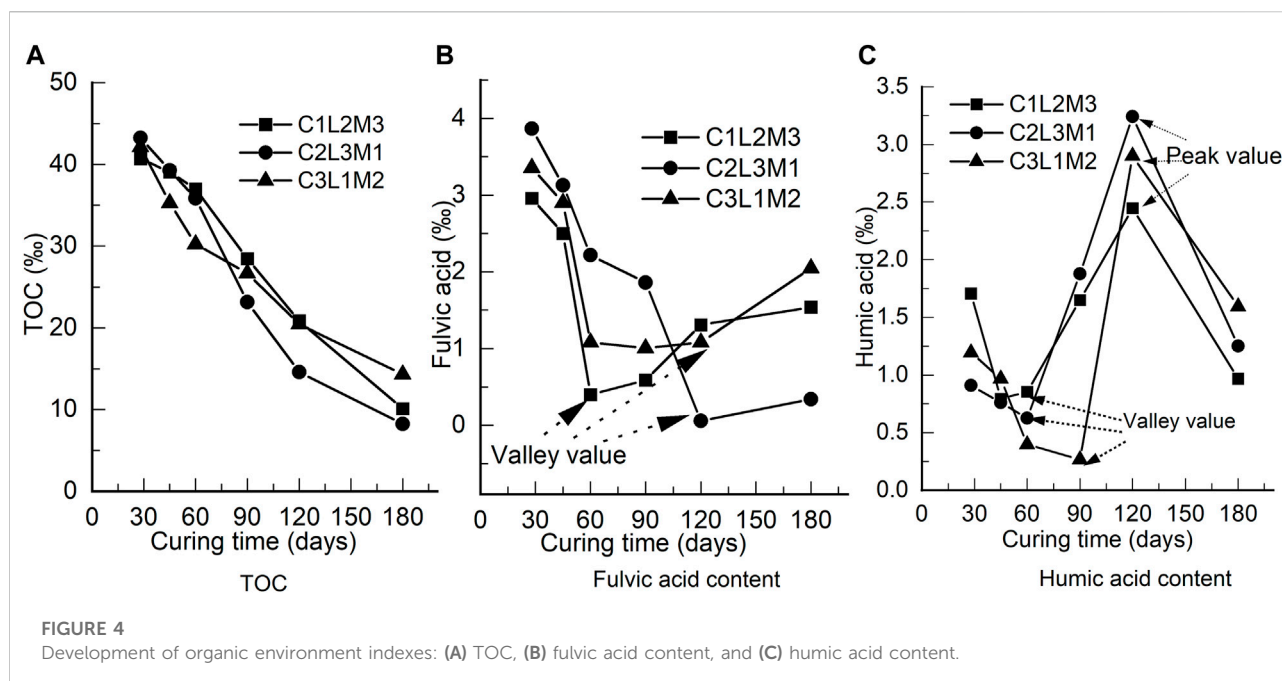 A
50
40
30
20
10
0
TOC (‰)
C1L2M3
C2L3M1
C3L1M2
0 30 60 90 120 150 180
Curing time (days)
TOC
B
4
3
2
1
0
Fulvic acid (‰)
C1L2M3
C2L3M1
C3L1M2
Valley value
0 30 60 90 120 150 180
Curing time (days)
Fulvic acid content
C
3.5
3.0
2.5
2.0
1.5
1.0
0.5
0.0
Humic acid (‰)
C1L2M3
C2L3M1
C3L1M2
Peak value
Valley value
0 30 60 90 120 150 180
Curing time (days)
Humic acid content
FIGURE 4
Development of organic environment indexes: (A) TOC, (B) fulvic acid content, and (C) humic acid content.